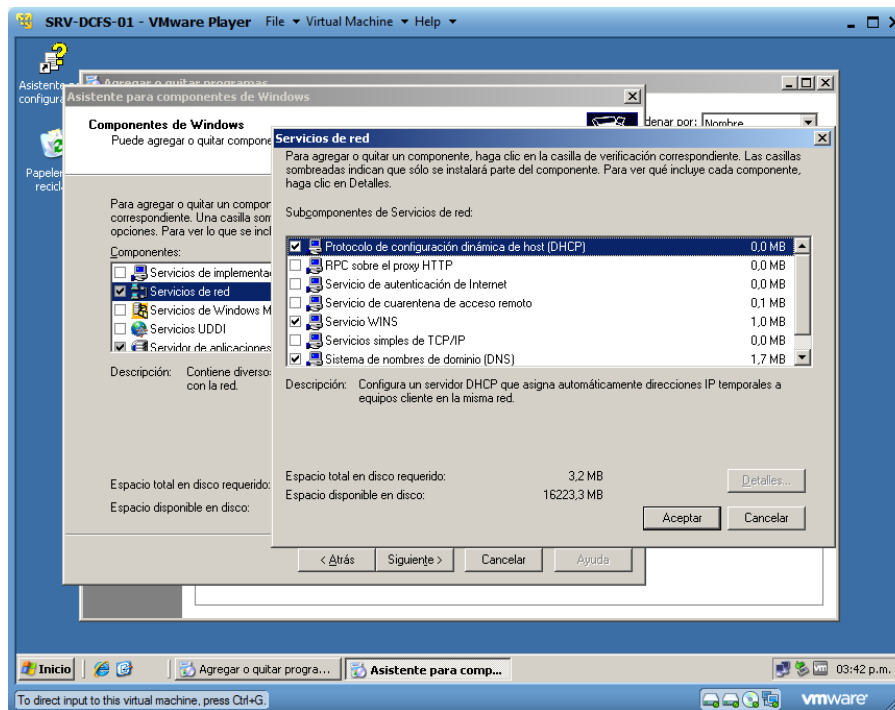 SRV-DCFS-01 - VMware Player File Virtual Machine Help
Asistente
configura
Papeler
recicl
Agregar o quitar programas
denar por: Nombre
Asistente para componentes de Windows
Componentes de Windows
Puede agregar o quitar compone
Para agregar o quitar un compor
correspondiente. Una casilla som
opciones. Para ver lo que se incl
Componentes:
Servicios de implementa
Servicios de red
Servicios de Windows M
Servicios UDDI
Servidor de aplicaciones
Descripción: Contiene diverso
con la red.
Espacio total en disco requerido:
Espacio disponible en disco:
< Atrás Siguiente > Cancelar Ayuda
Servicios de red
Para agregar o quitar un componente, haga clic en la casilla de verificación correspondiente. Las casillas
sombreadas indican que sólo se instalará parte del componente. Para ver qué incluye cada componente,
haga clic en Detalles.
Subcomponentes de Servicios de red:
Protocolo de configuración dinámica de host (DHCP) 0,0 MB
RPC sobre el proxy HTTP 0,0 MB
Servicio de autenticación de Internet 0,0 MB
Servicio de cuarentena de acceso remoto 0,1 MB
Servicio WINS 1,0 MB
Servicios simples de TCP/IP 0,0 MB
Sistema de nombres de dominio (DNS) 1,7 MB
Descripción: Configura un servidor DHCP que asigna automáticamente direcciones IP temporales a
equipos cliente en la misma red.
Espacio total en disco requerido: 3,2 MB
Espacio disponible en disco: 16223,3 MB
Detalles...
Aceptar Cancelar
Inicio Agregar o quitar progra... Asistente para comp... 03:42 p.m.
To direct input to this virtual machine, press Ctrl+G. vmware